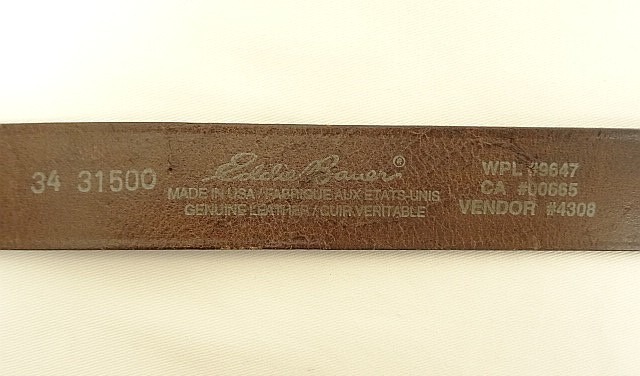 34 31500
Eddie Bauer®
MADE IN USA / FABRIQUE AUX ETATS-UNIS
GENUINE LEATHER / CUIR VERITABLE
WPL #9647
CA #00665
VENDOR #4308